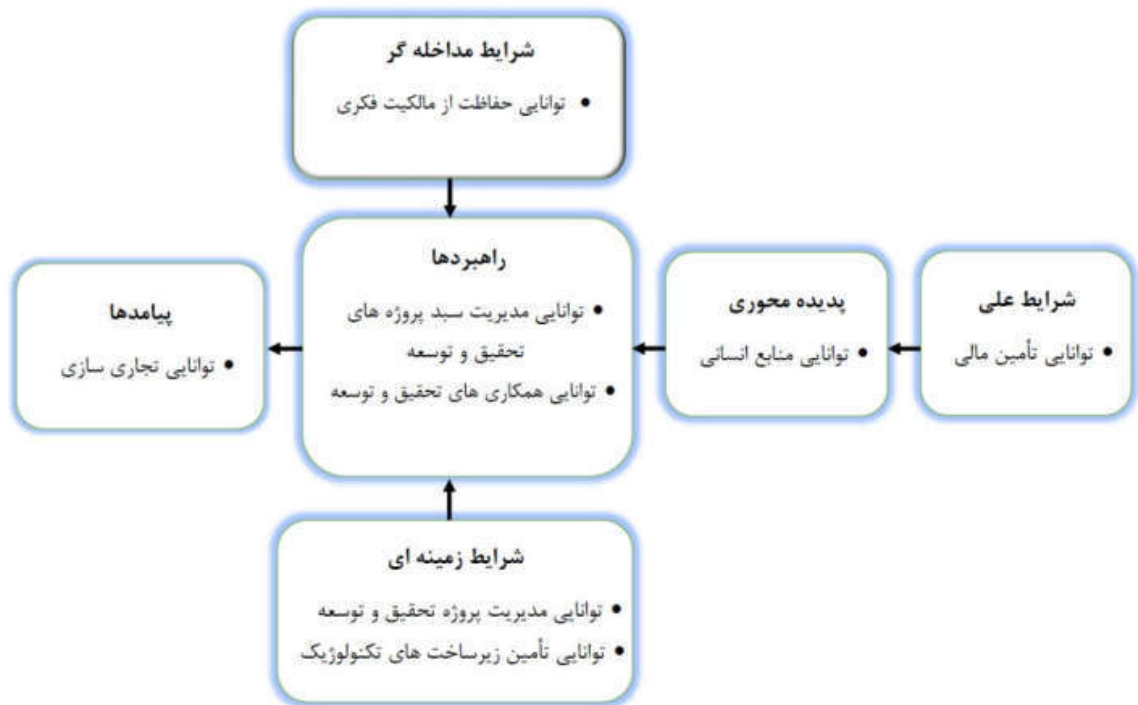 شرایط مداخله گر
• توانایی حفاظت از مالکیت فکری
شرایط علی
• توانایی تأمین مالی
پدیده محوری
• توانایی منابع انسانی
راهبردها
• توانایی مدیریت سبد پروژه های
تحقیق و توسعه
• توانایی همکاری های تحقیق و توسعه
پیامدها
• توانایی تجاری سازی
شرایط زمینه ای
• توانایی مدیریت پروژه تحقیق و توسعه
• توانایی تأمین زیرساخت های تکنولوژیک